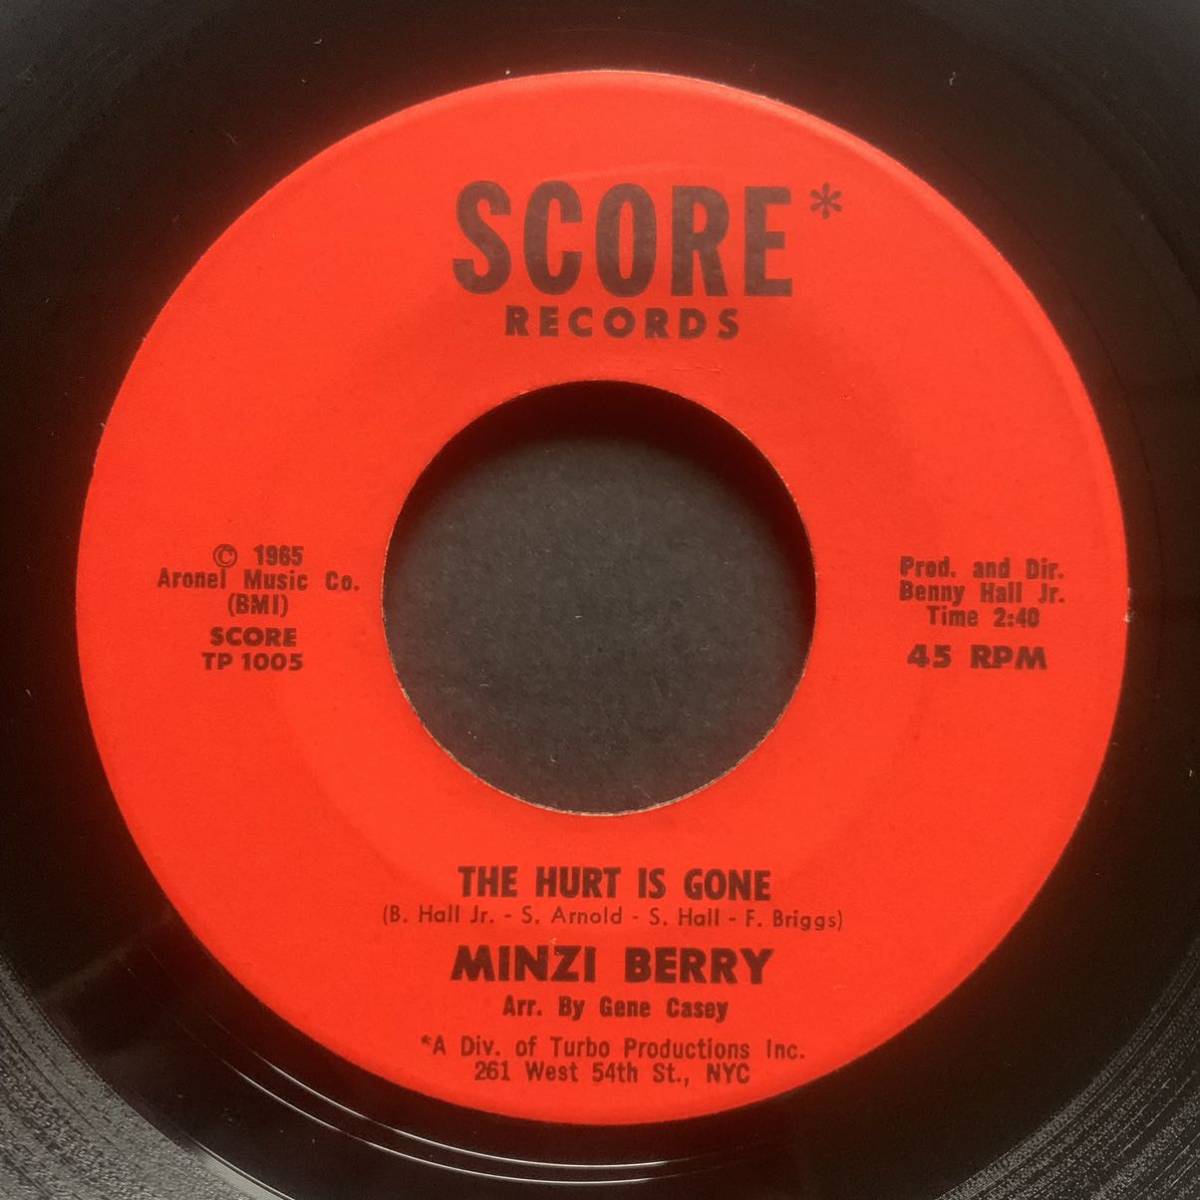 SCORE*
RECORDS
© 1965
Aronel Music Co.
(BMI)
SCORE
TP 1005
Prod. and Dir.
Benny Hall Jr.
Time 2:40
45 RPM
THE HURT IS GONE
(B. Hall Jr. - S. Arnold - S. Hall - F. Briggs)
MINZI BERRY
Arr. By Gene Casey
*A Div. of Turbo Productions Inc.
261 West 54th St., NYC